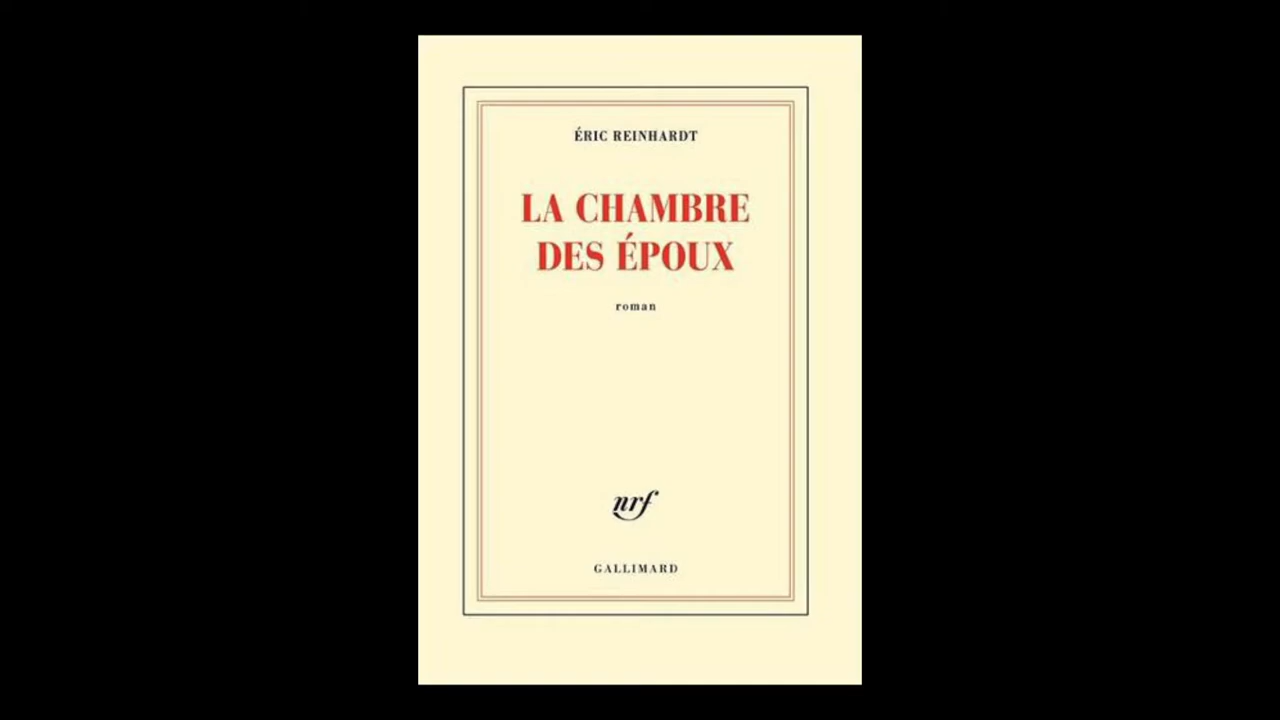 ÉRIC REINHARDT
LA CHAMBRE
DES ÉPOUX
roman
nrf
GALLIMARD